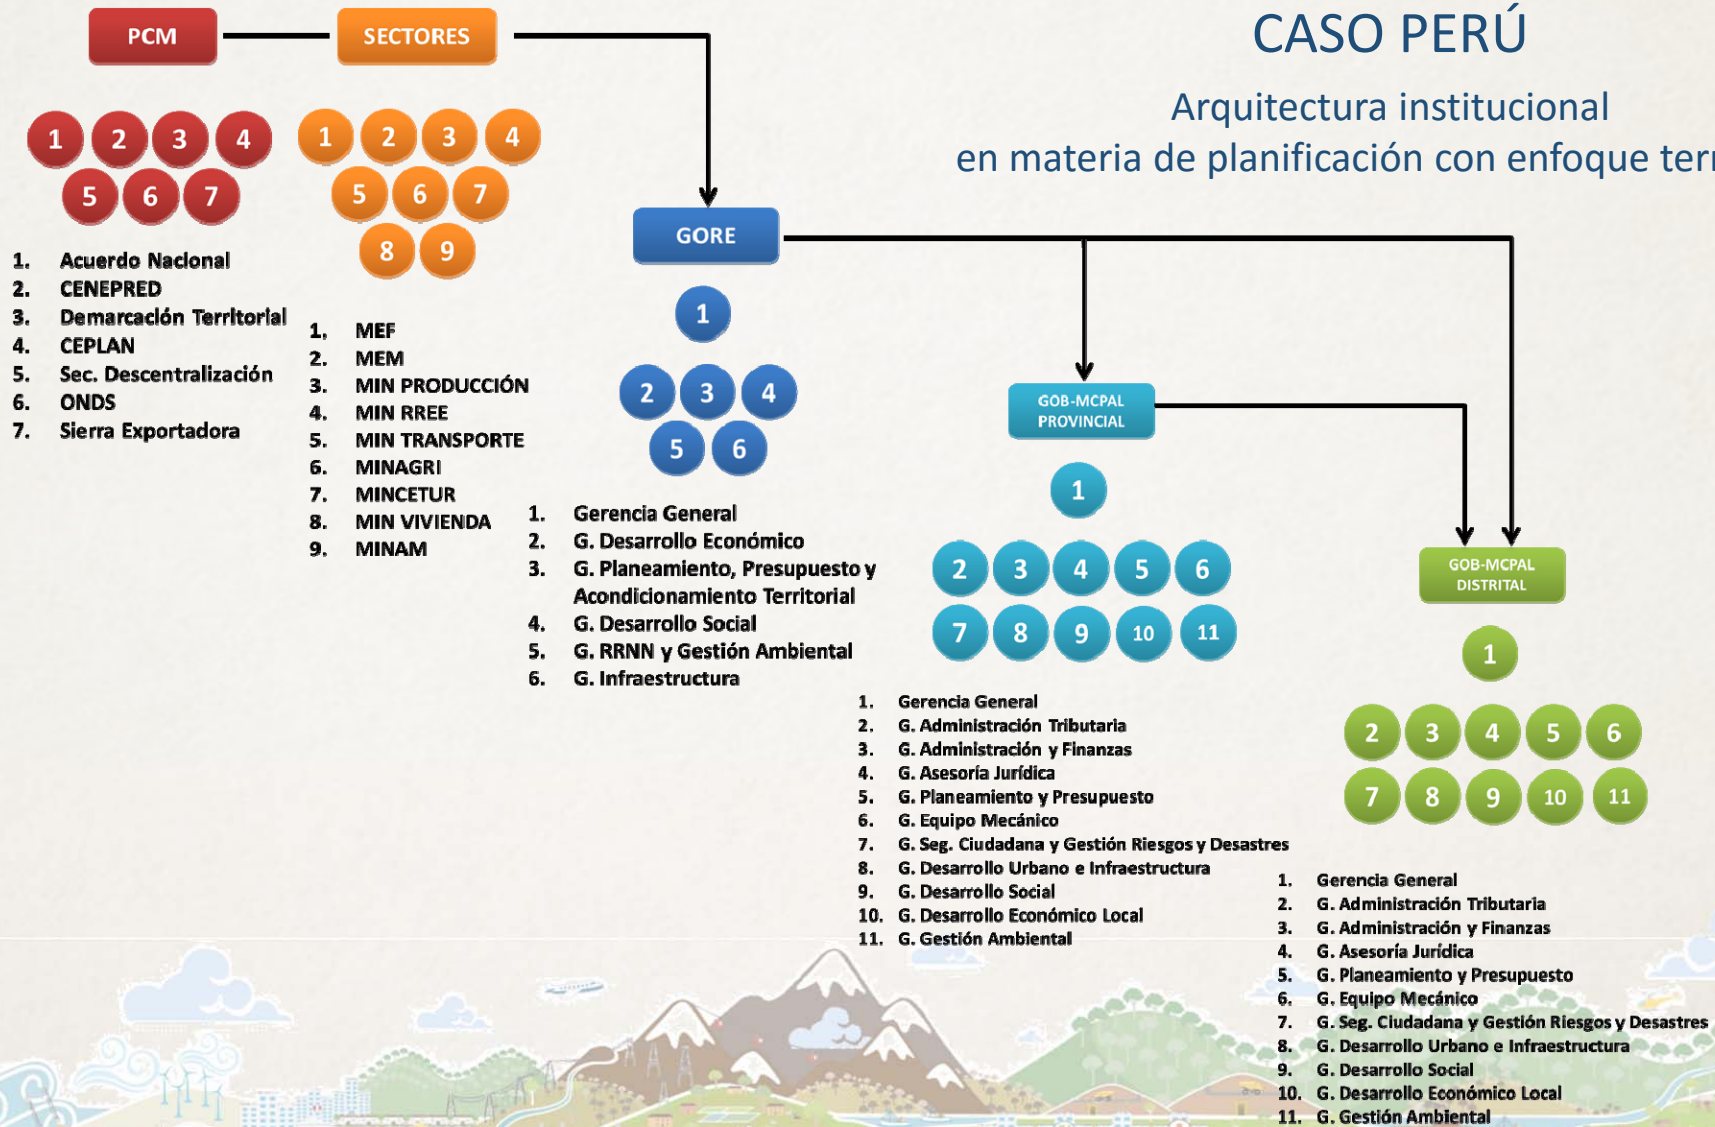 CASO PERÚ
Arquitectura institucional
en materia de planificación con enfoque terr
PCM
SECTORES
1 2 3 4
5 6 7
1. Acuerdo Nacional
2. CENEPRED
3. Demarcación Territorial
4. CEPLAN
5. Sec. Descentralización
6. ONDS
7. Sierra Exportadora
1 2 3 4
5 6 7
8 9
1. MEF
2. MEM
3. MIN PRODUCCIÓN
4. MIN RREE
5. MIN TRANSPORTE
6. MINAGRI
7. MINCETUR
8. MIN VIVIENDA
9. MINAM
GORE
1
2 3 4
5 6
1. Gerencia General
2. G. Desarrollo Económico
3. G. Planeamiento, Presupuesto y
Acondicionamiento Territorial
4. G. Desarrollo Social
5. G. RRNN y Gestión Ambiental
6. G. Infraestructura
GOB-MCPAL
PROVINCIAL
1
2 3 4 5 6
7 8 9 10 11
1. Gerencia General
2. G. Administración Tributaria
3. G. Administración y Finanzas
4. G. Asesoría Jurídica
5. G. Planeamiento y Presupuesto
6. G. Equipo Mecánico
7. G. Seg. Ciudadana y Gestión Riesgos y Desastres
8. G. Desarrollo Urbano e Infraestructura
9. G. Desarrollo Social
10. G. Desarrollo Económico Local
11. G. Gestión Ambiental
GOB-MCPAL
DISTRITAL
1
2 3 4 5 6
7 8 9 10 11
1. Gerencia General
2. G. Administración Tributaria
3. G. Administración y Finanzas
4. G. Asesoría Jurídica
5. G. Planeamiento y Presupuesto
6. G. Equipo Mecánico
7. G. Seg. Ciudadana y Gestión Riesgos y Desastres
8. G. Desarrollo Urbano e Infraestructura
9. G. Desarrollo Social
10. G. Desarrollo Económico Local
11. G. Gestión Ambiental